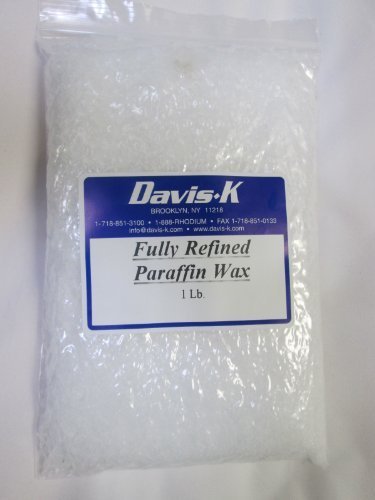 Davis•K
BROOKLYN, NY 11218
1-718-851-3100 • 1-888-RHODIUM • FAX 1-718-851-0133
info@davis-k.com • www.davis-k.com
Fully Refined
Paraffin Wax
1 Lb.